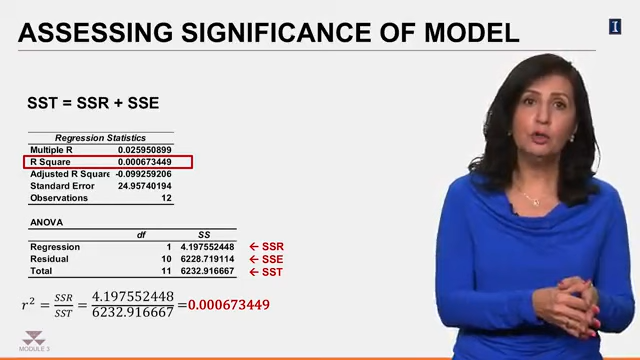 ASSESSING SIGNIFICANCE OF MODEL
I
SST = SSR + SSE
Regression Statistics
Multiple R 0.025950899
R Square 0.000673449
Adjusted R Square -0.099259206
Standard Error 24.95740194
Observations 12
ANOVA
df SS
Regression 1 4.197552448 ← SSR
Residual 10 6228.719114 ← SSE
Total 11 6232.916667 ← SST
r² = SSR/SST = 4.197552448/6232.916667 =0.000673449
MODULE 3